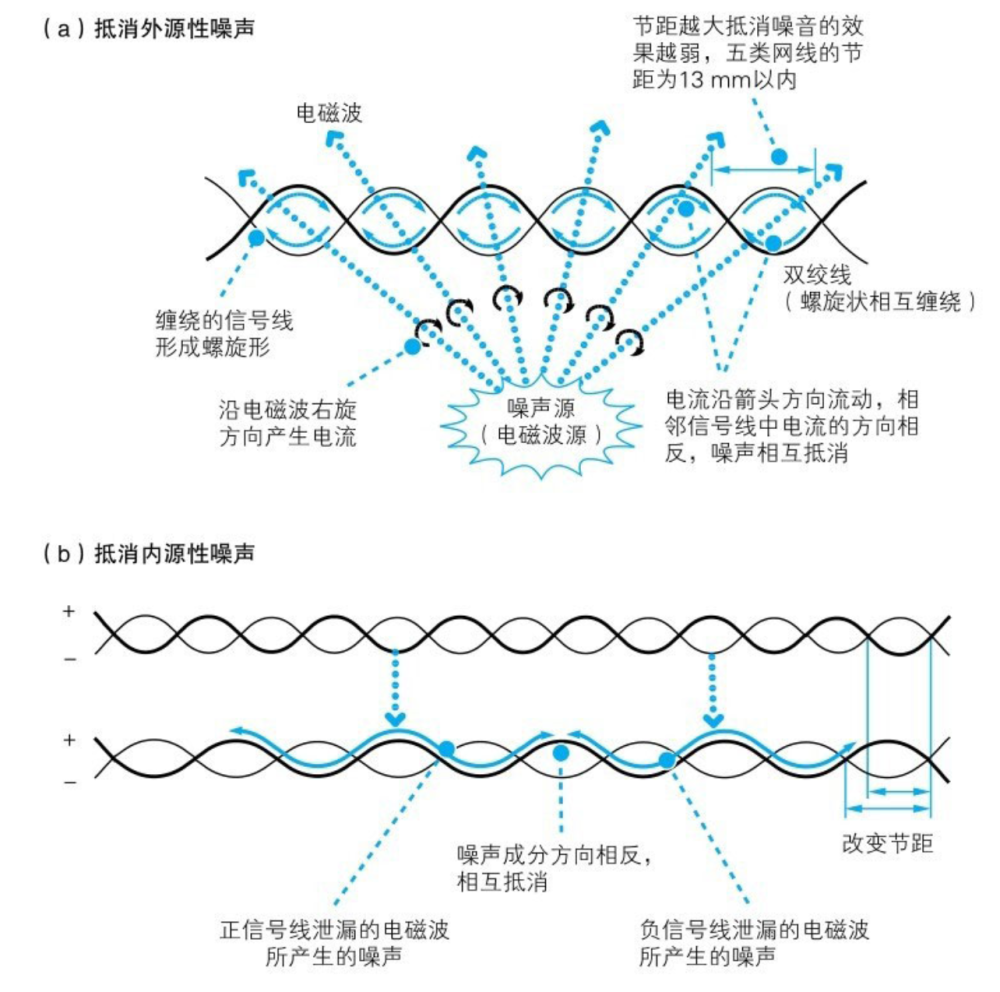 （a）抵消外源性噪声
节距越大抵消噪音的效
果越弱，五类网线的节
距为13 mm以内
电磁波
双绞线
（螺旋状相互缠绕）
缠绕的信号线
形成螺旋形
沿电磁波右旋
方向产生电流
噪声源
（电磁波源）
电流沿箭头方向流动，相
邻信号线中电流的方向相
反，噪声相互抵消
（b）抵消内源性噪声
+
−
+
−
改变节距
噪声成分方向相反，
相互抵消
正信号线泄漏的电磁波
所产生的噪声
负信号线泄漏的电磁波
所产生的噪声